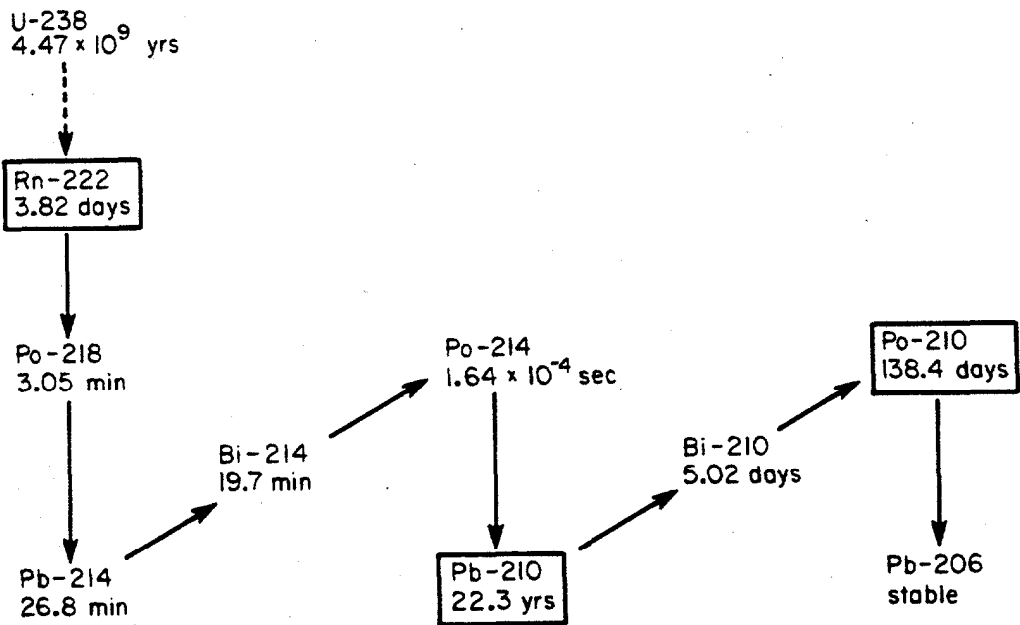 U-238
4.47 × 10⁹ yrs
Rn-222
3.82 days
Po-218
3.05 min
Po-214
1.64 × 10⁻⁴ sec
Po-210
138.4 days
Bi-214
19.7 min
Bi-210
5.02 days
Pb-214
26.8 min
Pb-210
22.3 yrs
Pb-206
stable